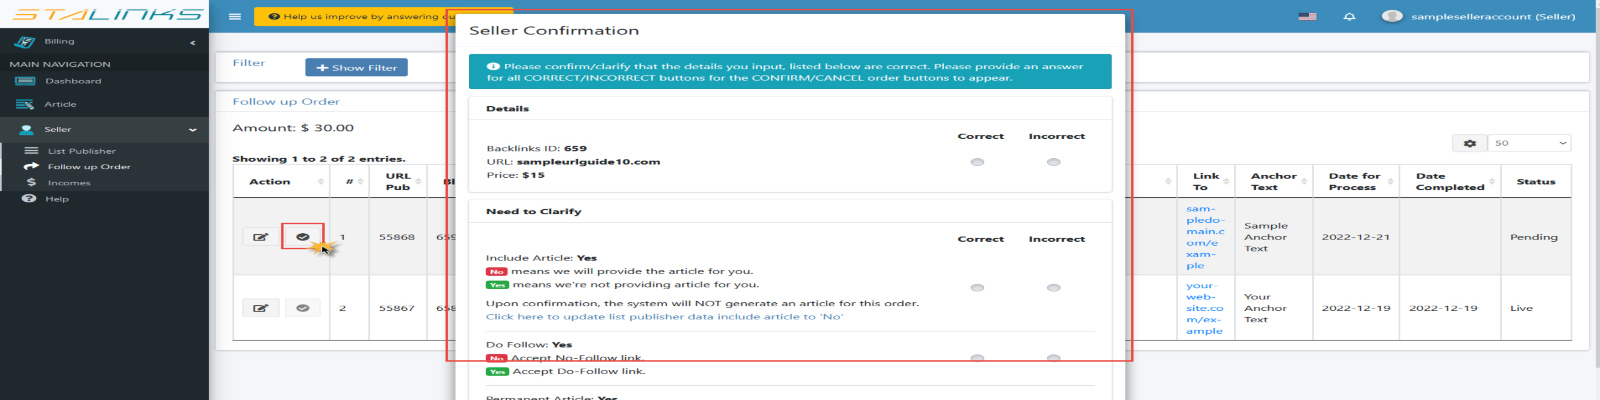 STALINKS
Billing
MAIN NAVIGATION
Dashboard
Article
Seller
List Publisher
Follow up Order
Incomes
Help
Help us improve by answering
sampleselleraccount (Seller)
Filter
Show Filter
Follow up Order
Amount: $ 30.00
50
Showing 1 to 2 of 2 entries.
Action
#
URL Pub
Link To
Anchor Text
Date for Process
Date Completed
Status
1
55868
sam-
pledo-
main.c
om/e
xam-
ple
Sample
Anchor
Text
2022-12-21
Pending
2
55867
your-
web-
site.co
m/ex-
ample
Your
Anchor
Text
2022-12-19
2022-12-19
Live
Seller Confirmation
Please confirm/clarify that the details you input, listed below are correct. Please provide an answer
for all CORRECT/INCORRECT buttons for the CONFIRM/CANCEL order buttons to appear.
Details
Correct Incorrect
Backlinks ID: 659
URL: sampleurlguide10.com
Price: $15
Need to Clarify
Correct Incorrect
Include Article: Yes
No means we will provide the article for you.
Yes means we're not providing article for you.
Upon confirmation, the system will NOT generate an article for this order.
Click here to update list publisher data include article to 'No'
Do Follow: Yes
No Accept No-Follow link.
Yes Accept Do-Follow link.
Permanent Article: Yes